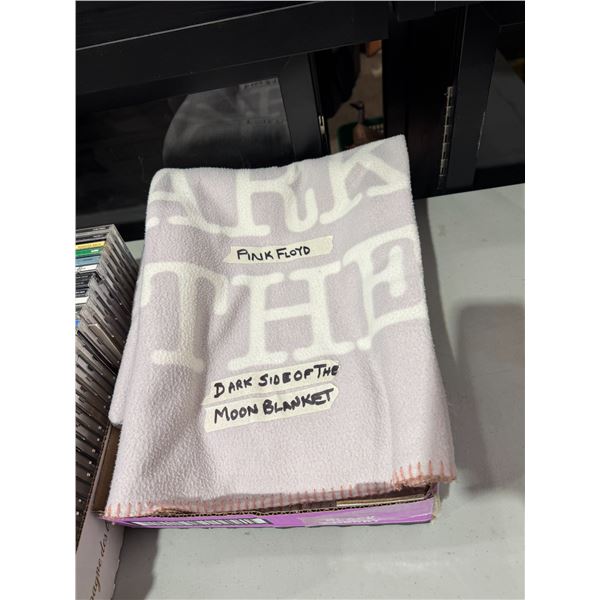 ARK
PINK FLOYD
THE
DARK SIDE OF THE
MOON BLANKET